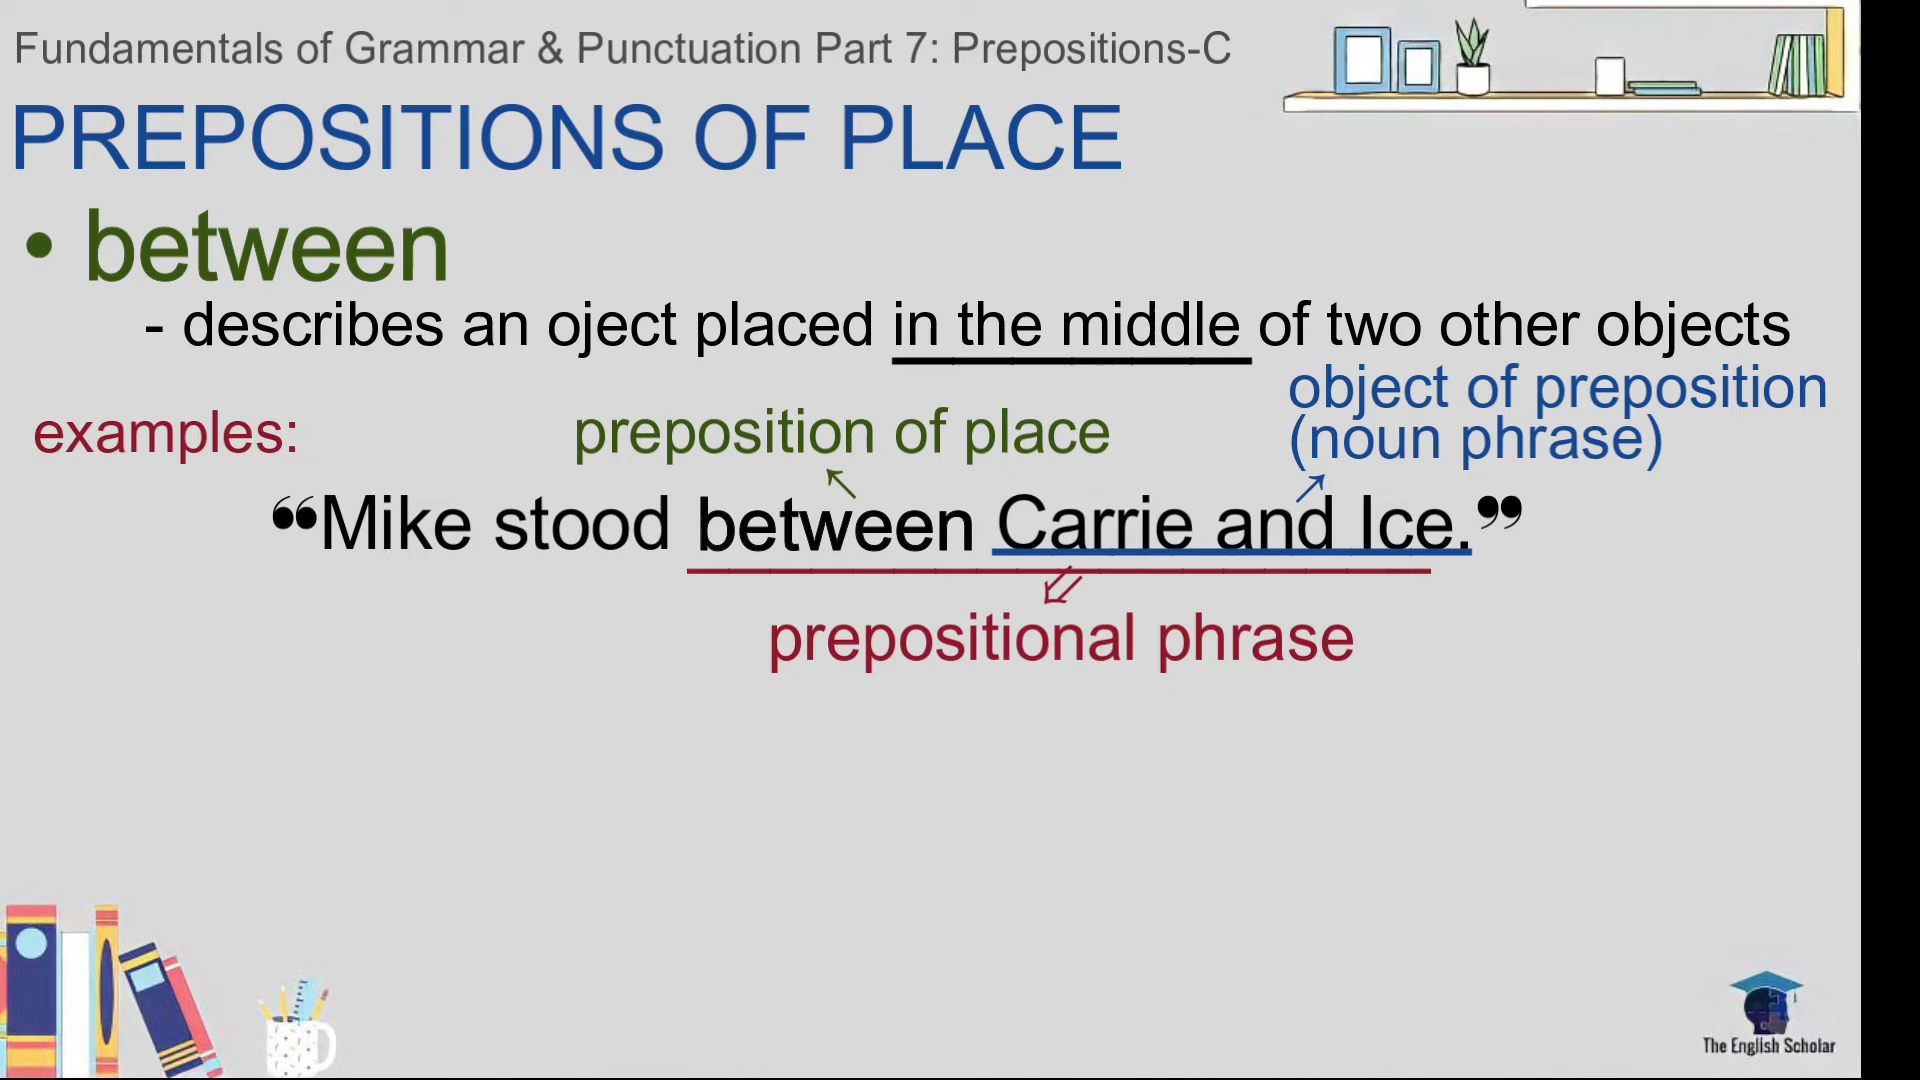 Fundamentals of Grammar & Punctuation Part 7: Prepositions-C
PREPOSITIONS OF PLACE
• between
- describes an oject placed in the middle of two other objects
examples:
preposition of place
object of preposition
(noun phrase)
❝Mike stood between Carrie and Ice.❞
prepositional phrase
The English Scholar